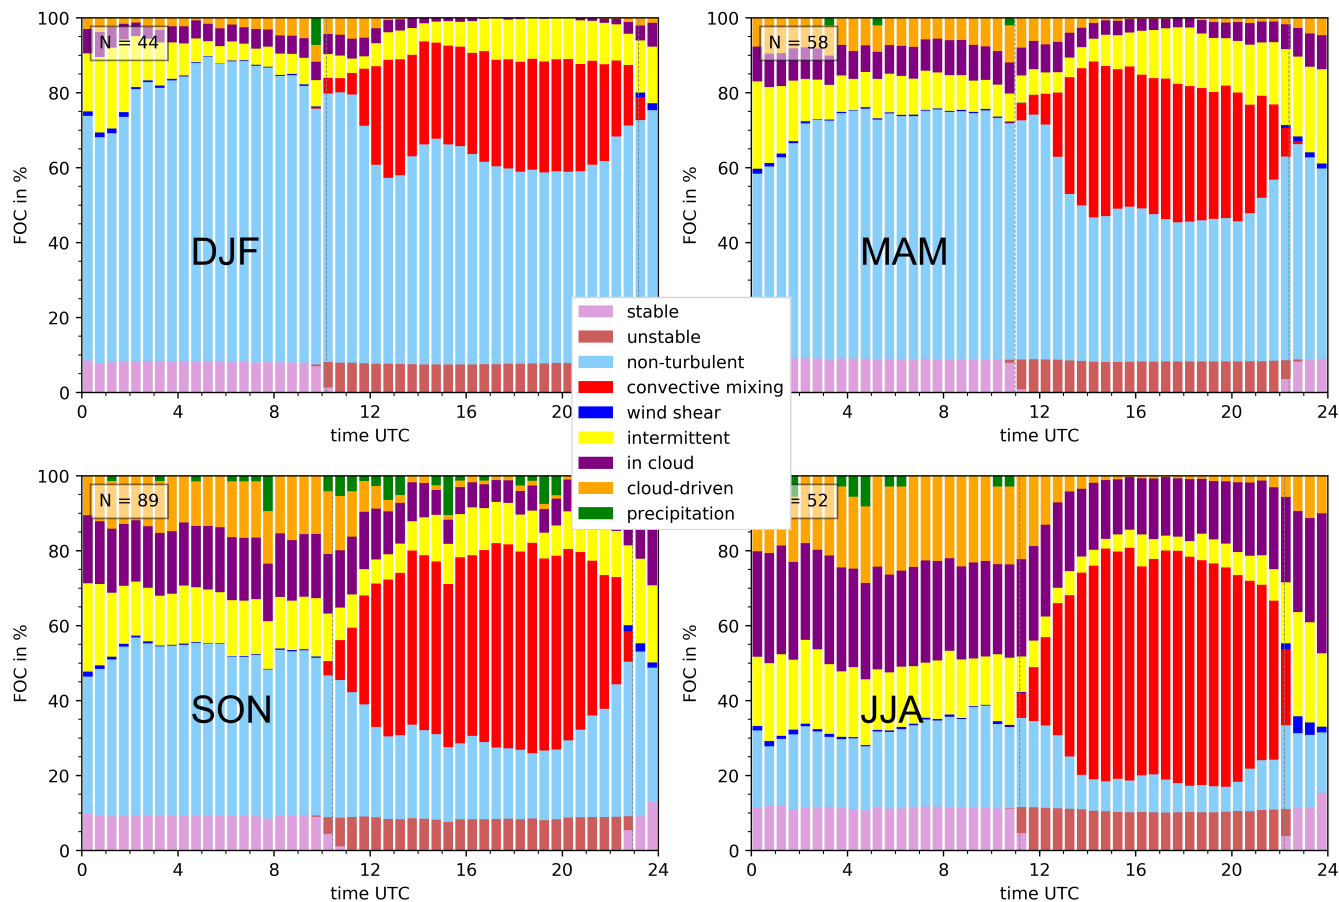 100
80
60
40
20
0
FOC in %
N = 44
DJF
0 4 8 12 16 20
time UTC
100
80
60
40
FOC in %
N = 58
MAM
4 8 12 16 20 24
time UTC
stable
unstable
non-turbulent
convective mixing
wind shear
intermittent
in cloud
cloud-driven
precipitation
100
80
60
40
20
0
FOC in %
N = 89
SON
0 4 8 12 16 20 24
time UTC
80
60
40
20
0
FOC in %
= 52
JJA
0 4 8 12 16 20 24
time UTC